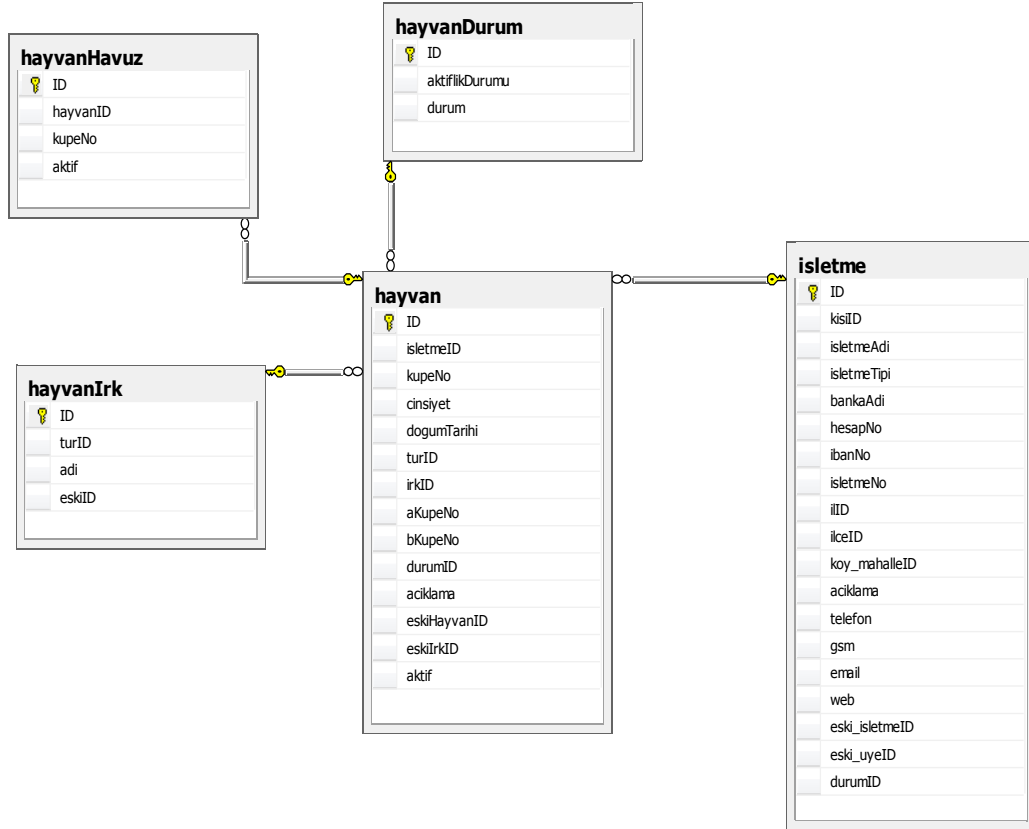 hayvanDurum
ID
aktiflikDurumu
durum
hayvanHavuz
ID
hayvanID
kupeNo
aktif
hayvanIrk
ID
turID
adi
eskiID
hayvan
ID
isletmeID
kupeNo
cinsiyet
dogumTarihi
turID
irkID
aKupeNo
bKupeNo
durumID
aciklama
eskiHayvanID
eskiIrkID
aktif
isletme
ID
kisiID
isletmeAdi
isletmeTipi
bankaAdi
hesapNo
ibanNo
isletmeNo
ilID
ilceID
koy_mahalleID
aciklama
telefon
gsm
email
web
eski_isletmeID
eski_uyeID
durumID